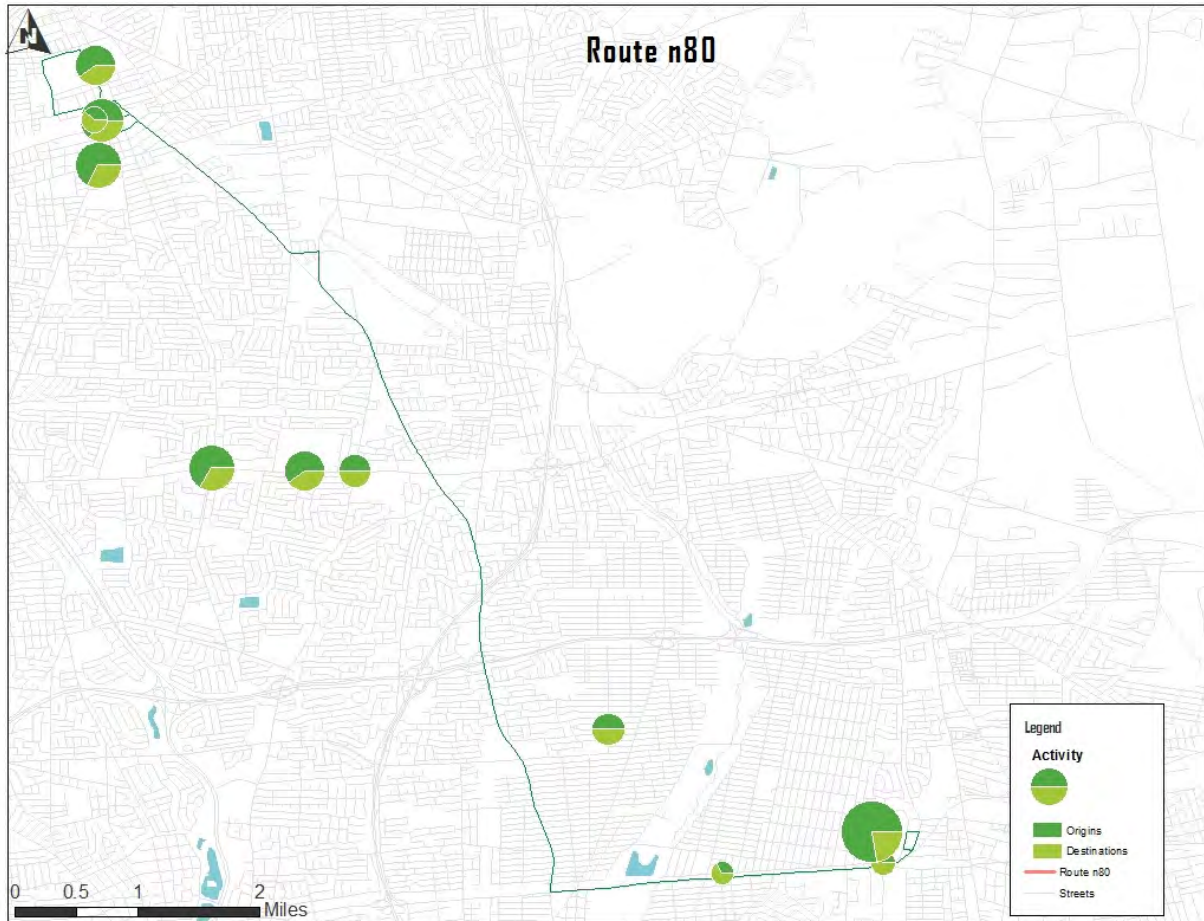 N
Route n80
Legend
Activity
Origins
Destinations
Route n80
Streets
0 0.5 1 2
Miles